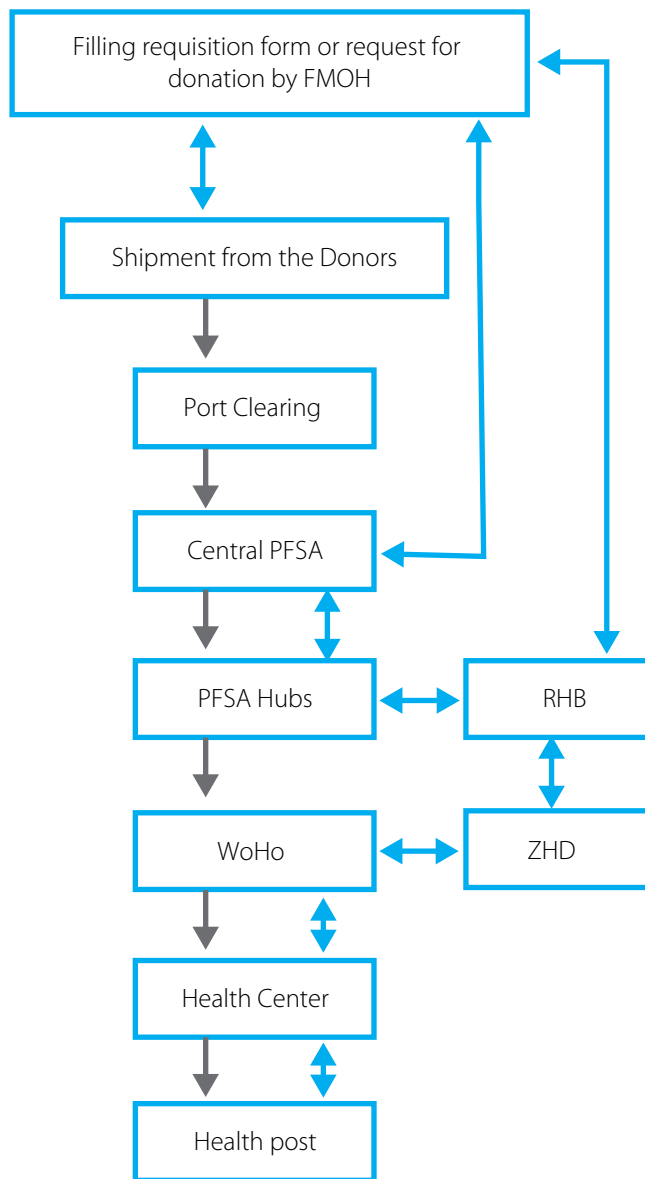 Filling requisition form or request for
donation by FMOH
Shipment from the Donors
Port Clearing
Central PFSA
PFSA Hubs
RHB
WoHo
ZHD
Health Center
Health post